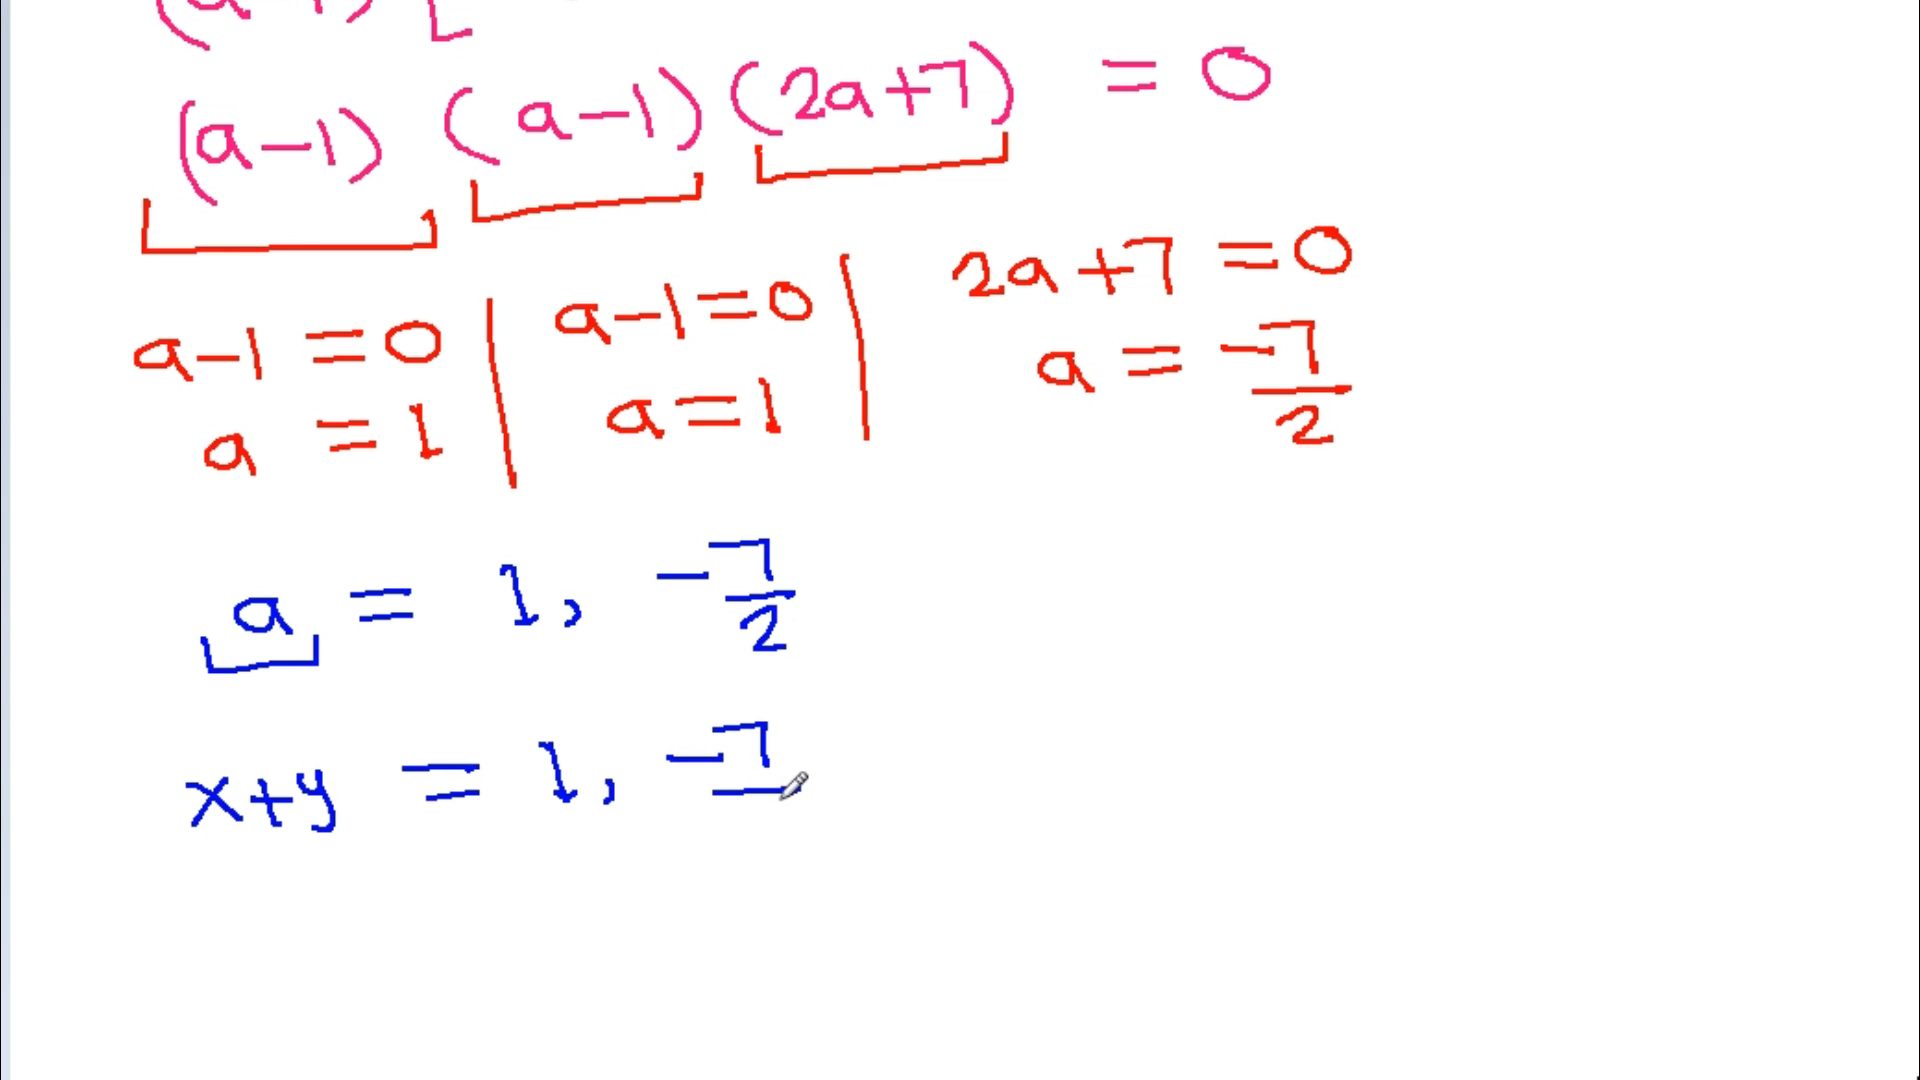 (a-1) (a-1) (2a+7) = 0
a-1 = 0 | a-1 = 0 | 2a+7 = 0
a = 1 | a = 1 | a = -7/2
a = 1, -7/2
x+y = 1, -7